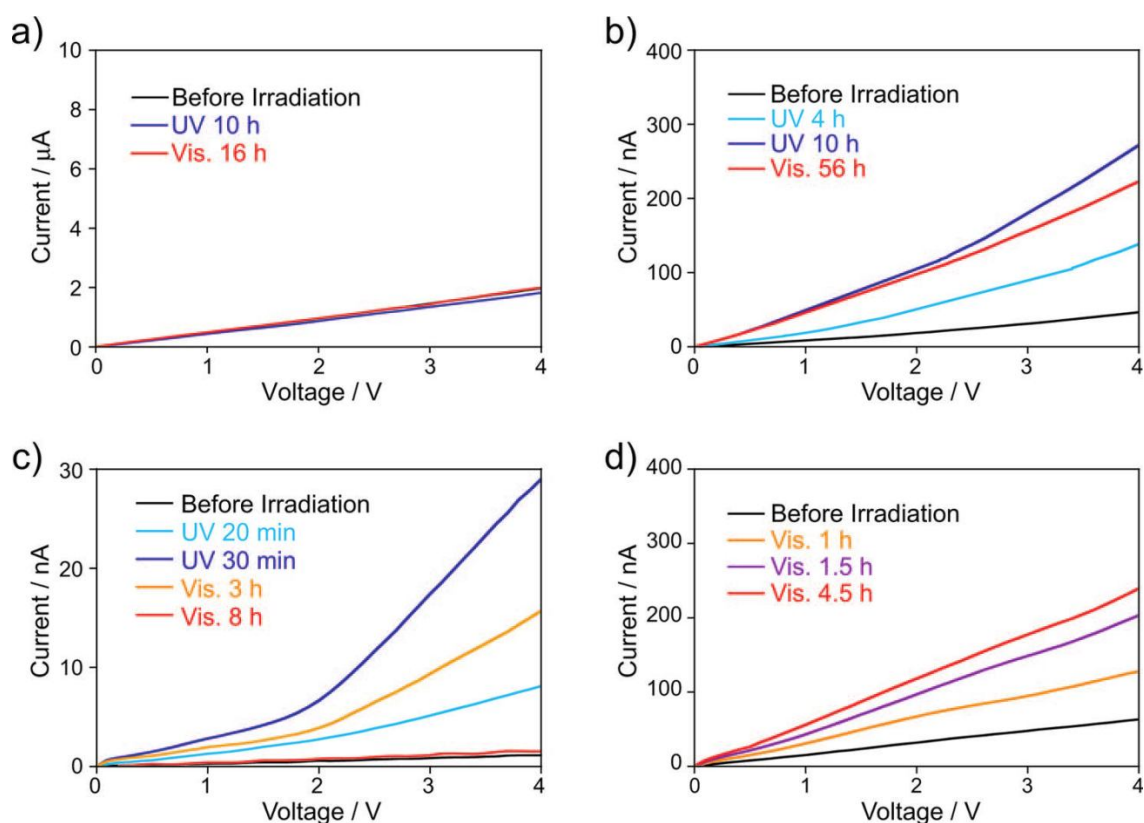 a)
10
8
6
4
2
0
Current / µA
Before Irradiation
UV 10 h
Vis. 16 h
0 1 2 3 4
Voltage / V
b)
400
300
200
100
0
Current / nA
Before Irradiation
UV 4 h
UV 10 h
Vis. 56 h
0 1 2 3 4
Voltage / V
c)
30
20
10
0
Current / nA
Before Irradiation
UV 20 min
UV 30 min
Vis. 3 h
Vis. 8 h
0 1 2 3 4
Voltage / V
d)
400
300
200
100
0
Current / nA
Before Irradiation
Vis. 1 h
Vis. 1.5 h
Vis. 4.5 h
0 1 2 3 4
Voltage / V